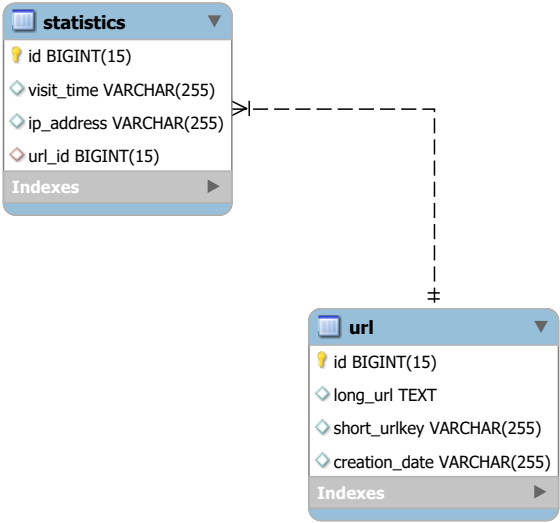 statistics
id BIGINT(15)
visit_time VARCHAR(255)
ip_address VARCHAR(255)
url_id BIGINT(15)
Indexes
url
id BIGINT(15)
long_url TEXT
short_urlkey VARCHAR(255)
creation_date VARCHAR(255)
Indexes